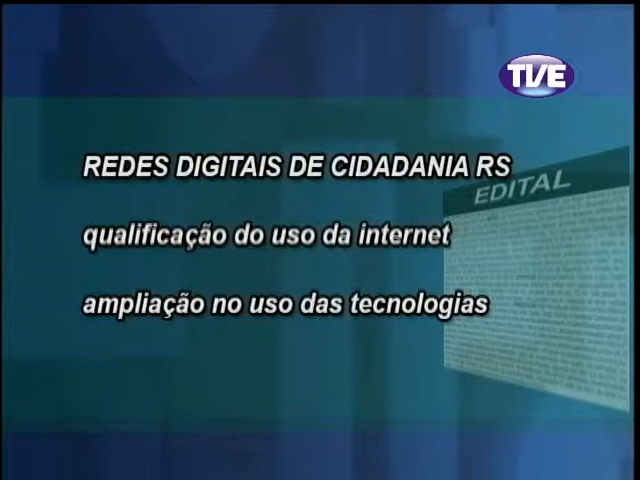 TVE
REDES DIGITAIS DE CIDADANIA RS
EDITAL
qualificação do uso da internet
ampliação no uso das tecnologias